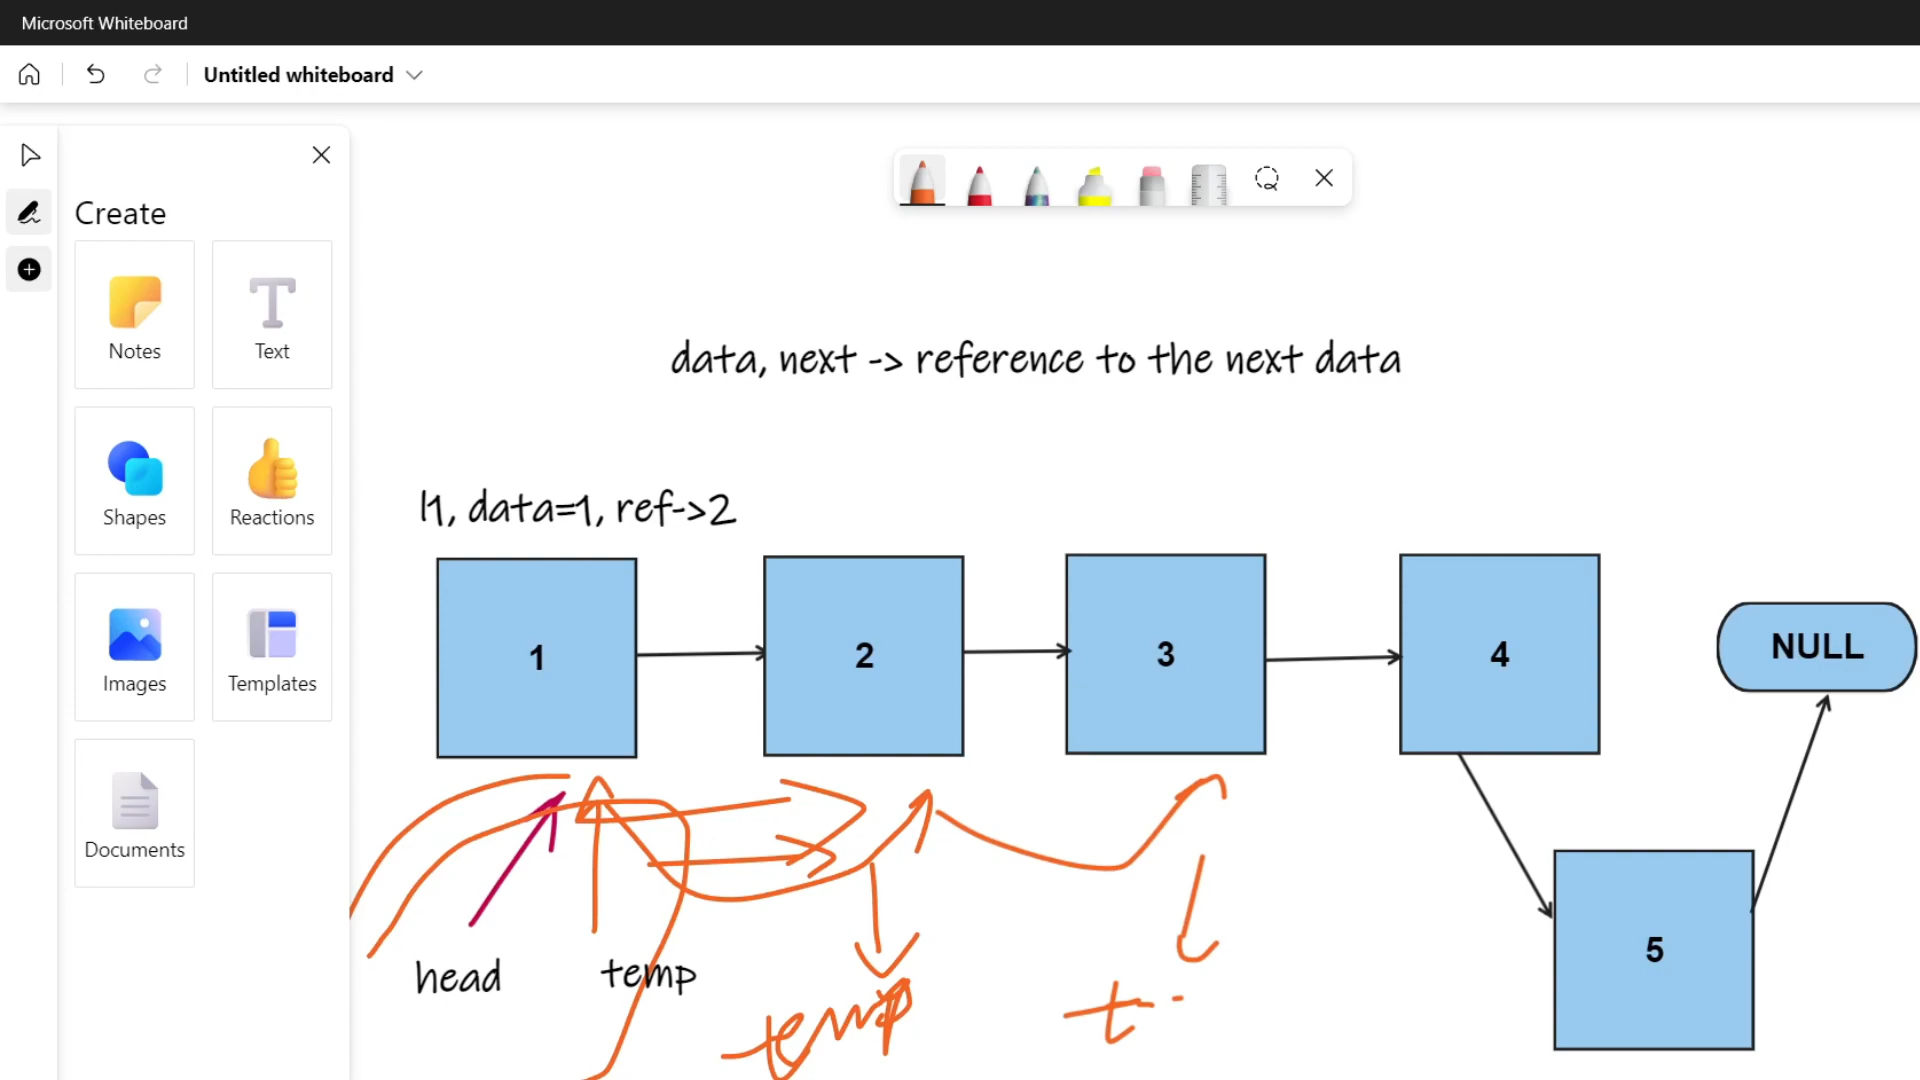 Microsoft Whiteboard
Untitled whiteboard
Create
Notes
Text
Shapes
Reactions
Images
Templates
Documents
data, next -> reference to the next data
l1, data=1, ref->2
1
2
3
4
NULL
5
head
temp
temp
t